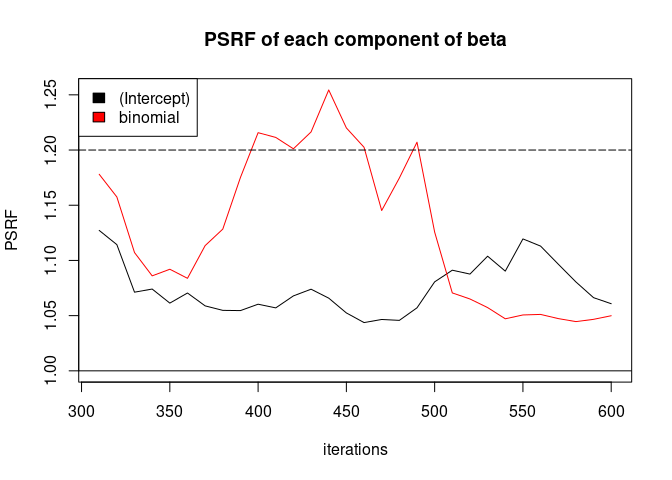 PSRF of each component of beta
(Intercept)
binomial
PSRF
1.25
1.20
1.15
1.10
1.05
1.00
300 350 400 450 500 550 600
iterations